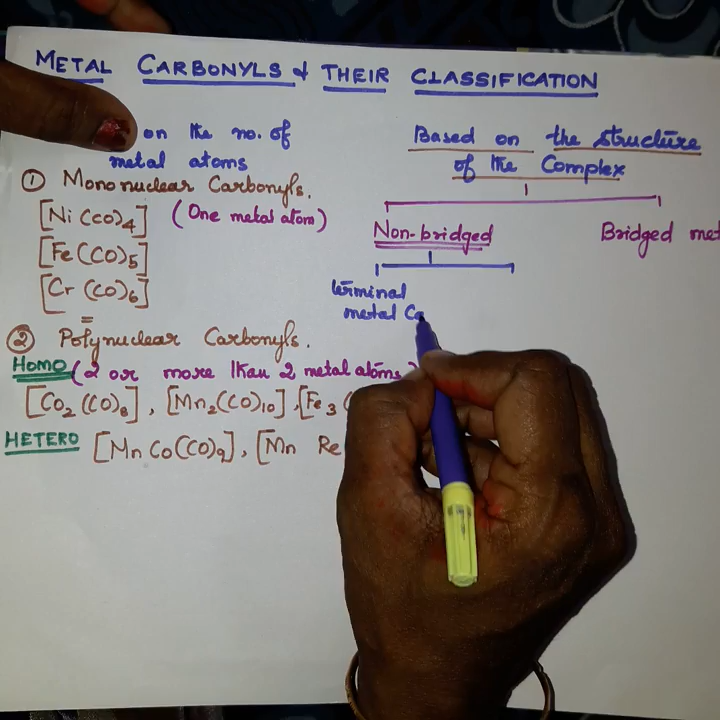 METAL CARBONYLS & THEIR CLASSIFICATION
on the no. of
metal atoms
① Mononuclear Carbonyls.
[Ni(CO)4] (One metal atom)
[Fe(CO)5]
[Cr(CO)6]
② Polynuclear Carbonyls.
HOMO (2 or more than 2 metal atoms)
[Co2(CO)8], [Mn2(CO)10], [Fe3(
HETERO [MnCo(CO)9], [Mn Re
Based on the structure
of the Complex
Non-bridged
Bridged met
terminal
metal Ca